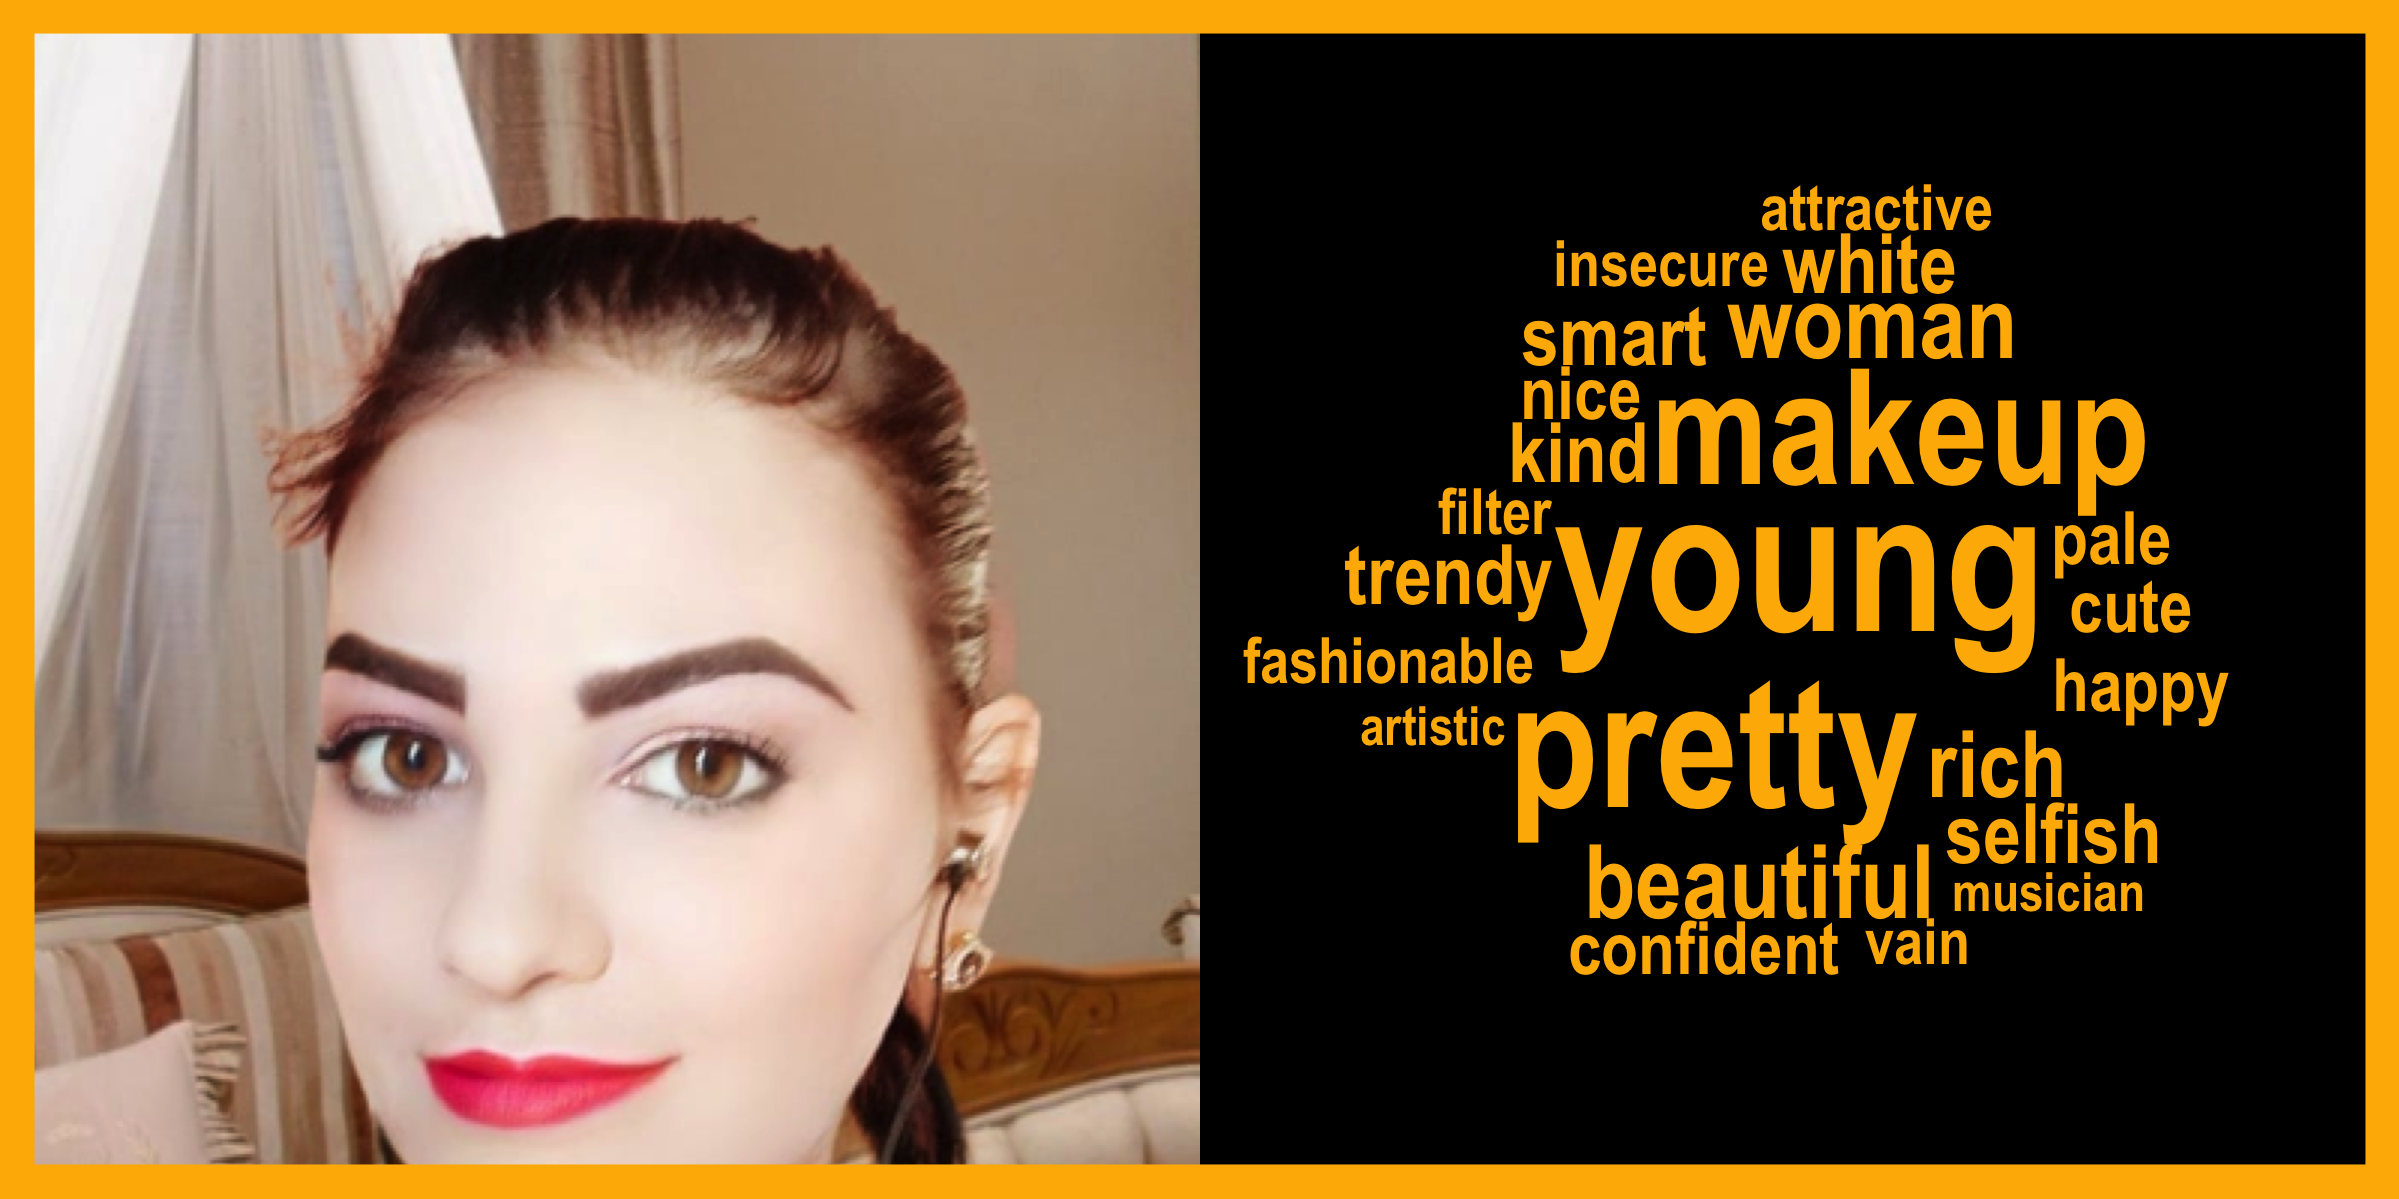 attractive
insecure white
smart woman
nice makeup
kind
filter young pale
trendy cute
fashionable happy
artistic pretty rich
selfish
beautiful musician
confident vain